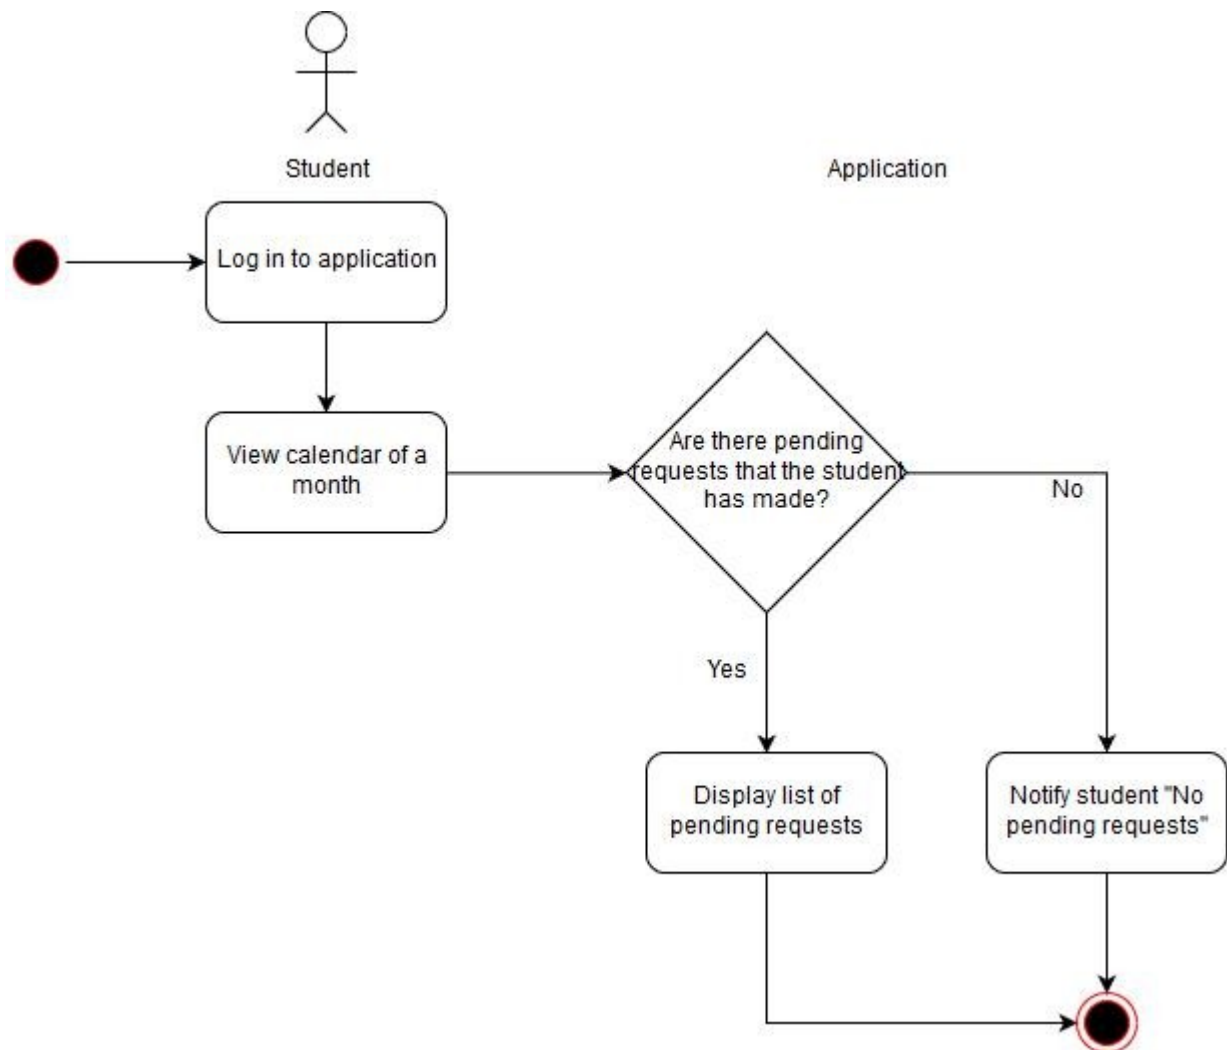 Student
Application
Log in to application
View calendar of a
month
Are there pending
requests that the student
has made?
No
Yes
Display list of
pending requests
Notify student "No
pending requests"